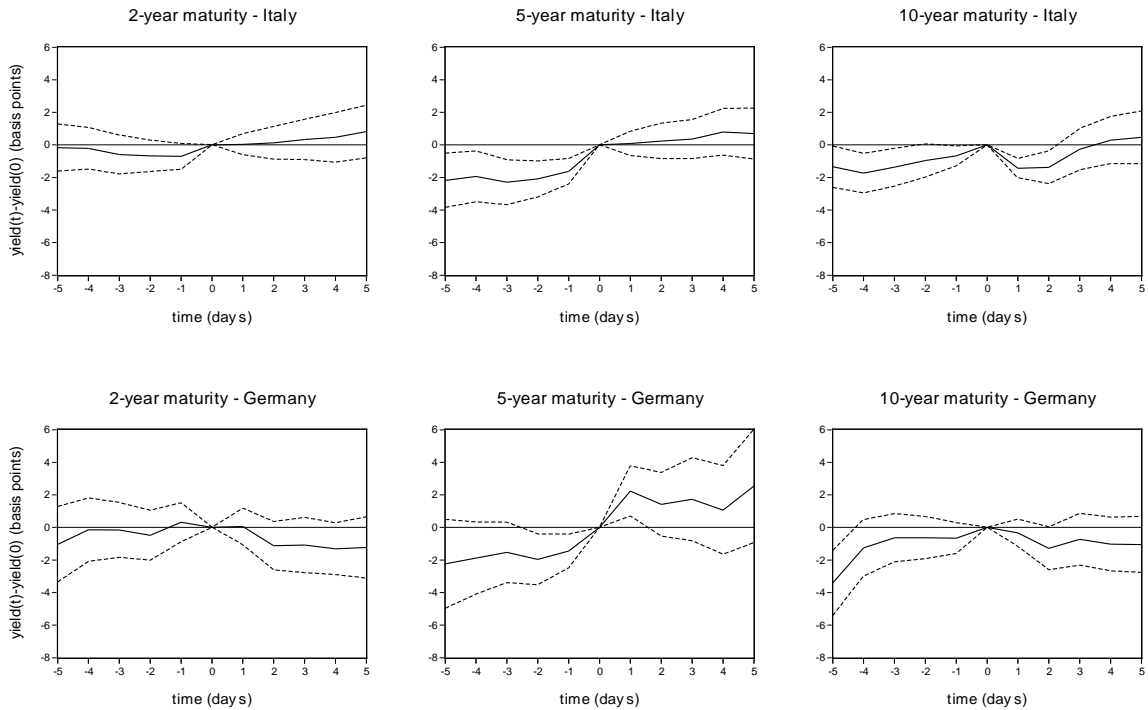 2-year maturity - Italy
5-year maturity - Italy
10-year maturity - Italy
yield(t)-yield(0) (basis points)
6
4
2
0
-2
-4
-6
-8
-5 -4 -3 -2 -1 0 1 2 3 4 5
time (days)
6
4
2
0
-2
-4
-6
-8
-5 -4 -3 -2 -1 0 1 2 3 4 5
time (days)
6
4
2
0
-2
-4
-6
-8
-5 -4 -3 -2 -1 0 1 2 3 4 5
time (days)
2-year maturity - Germany
5-year maturity - Germany
10-year maturity - Germany
yield(t)-yield(0) (basis points)
6
4
2
0
-2
-4
-6
-8
-5 -4 -3 -2 -1 0 1 2 3 4 5
time (days)
6
4
2
0
-2
-4
-6
-8
-5 -4 -3 -2 -1 0 1 2 3 4 5
time (days)
6
4
2
0
-2
-4
-6
-8
-5 -4 -3 -2 -1 0 1 2 3 4 5
time (days)